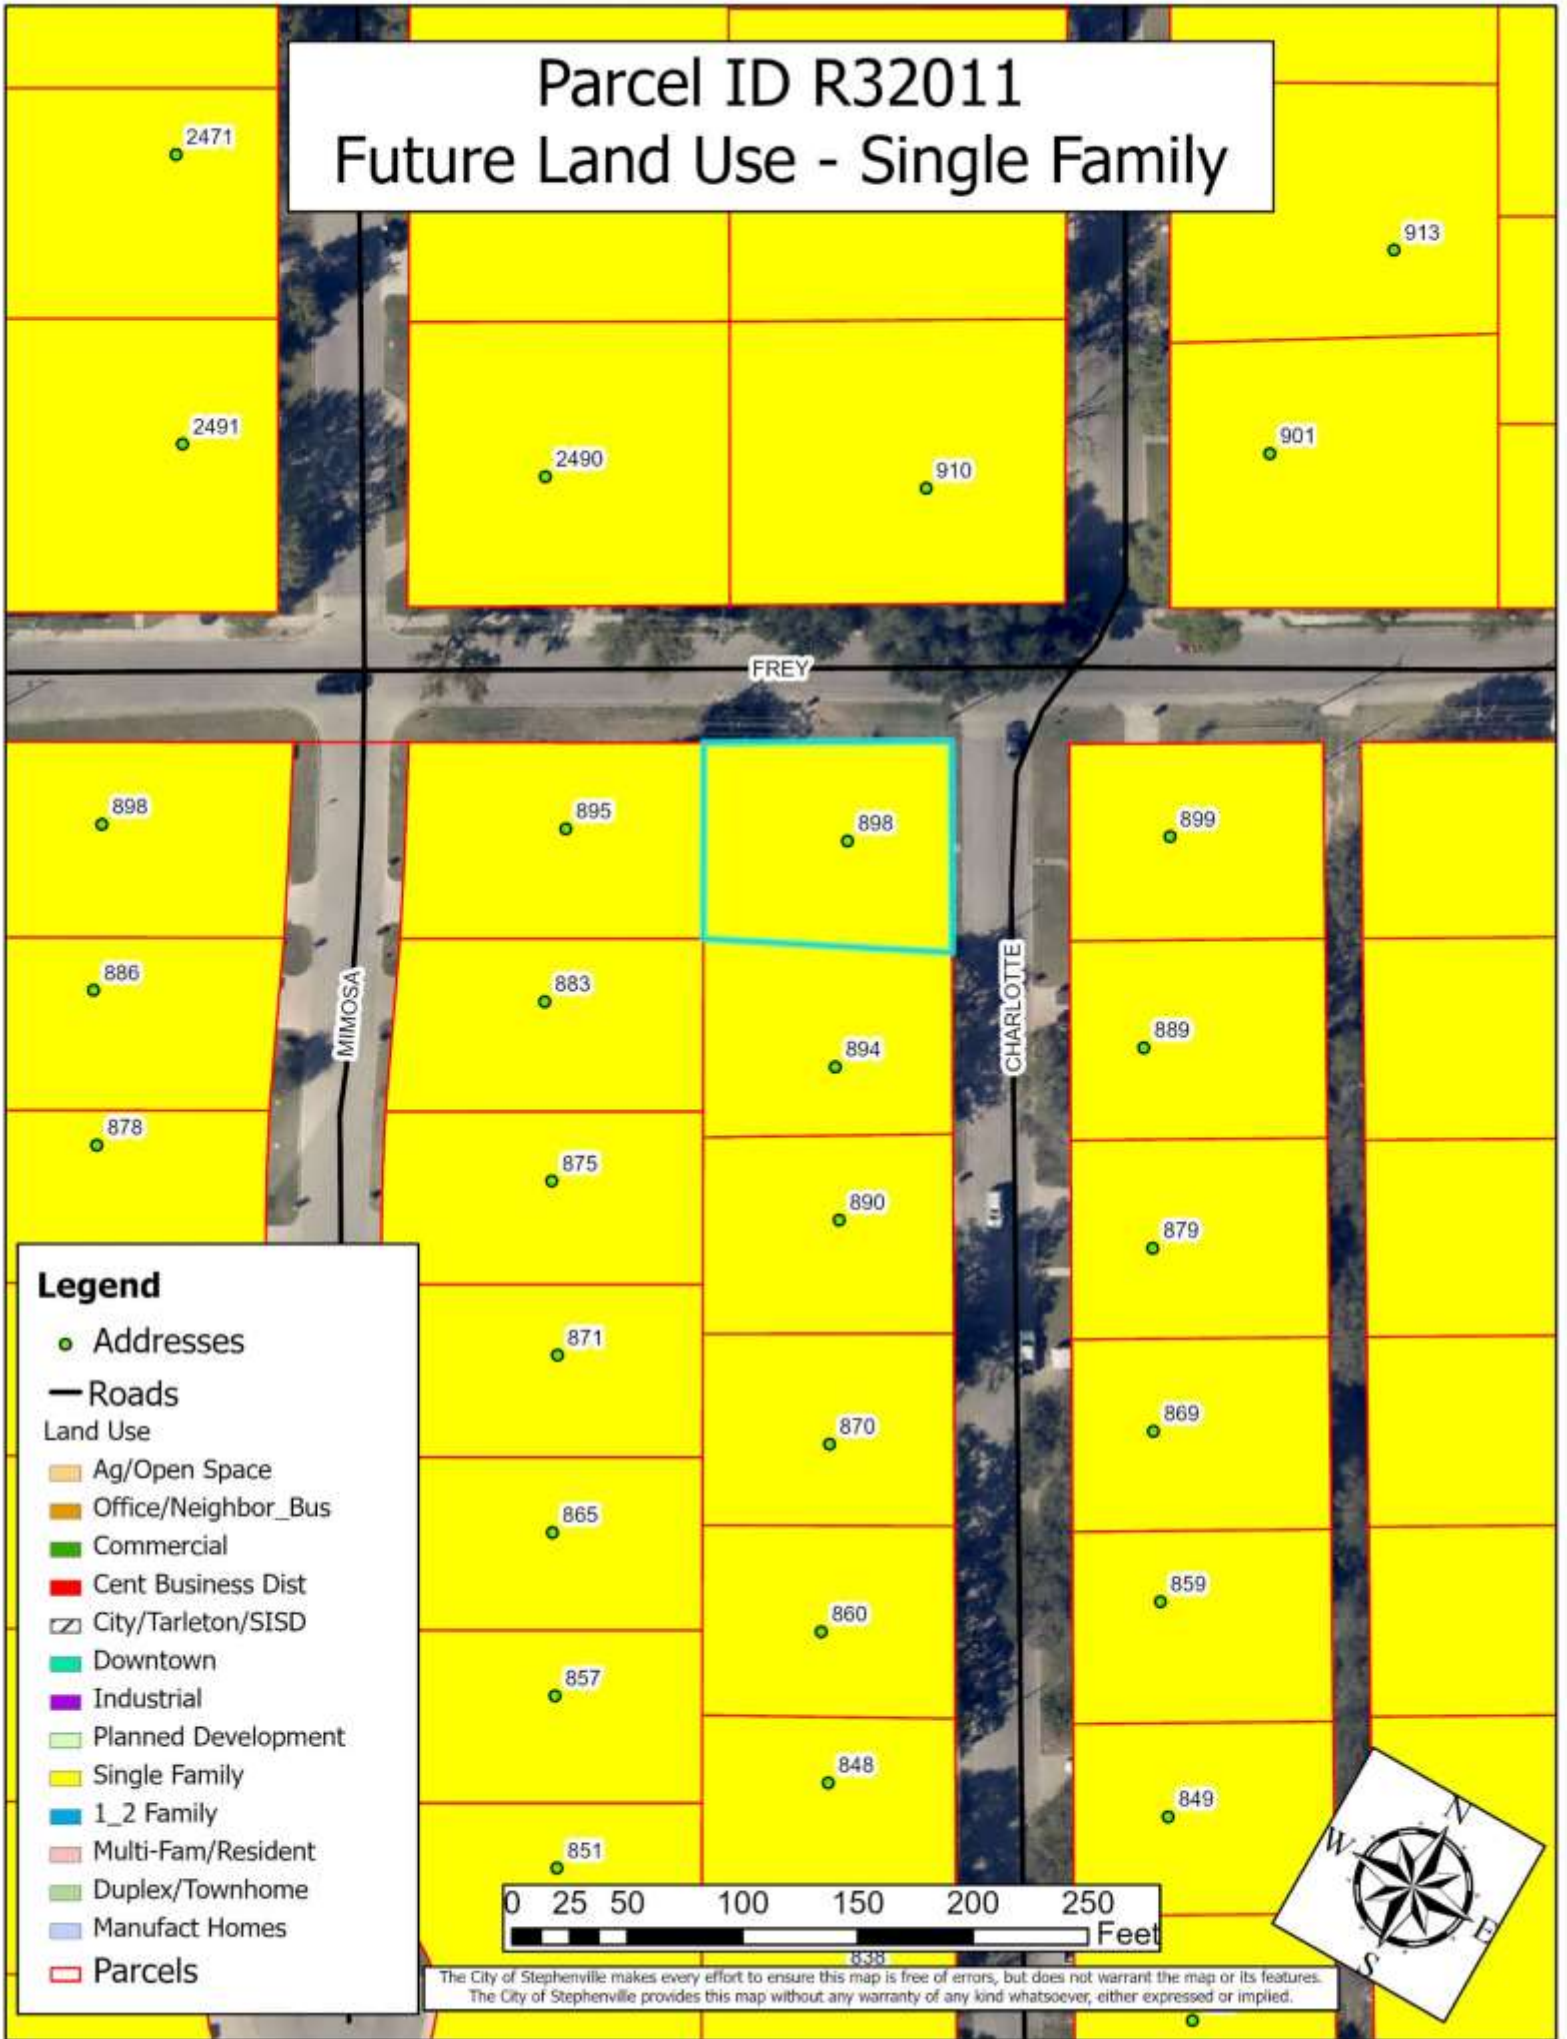 Parcel ID R32011
Future Land Use - Single Family
2471
913
2491
2490
910
901
FREY
898
895
898
899
886
883
MIMOSA
CHARLOTTE
894
889
878
875
890
879
871
870
869
865
860
859
857
848
849
851
838
Legend
Addresses
Roads
Land Use
Ag/Open Space
Office/Neighbor_Bus
Commercial
Cent Business Dist
City/Tarleton/SISD
Downtown
Industrial
Planned Development
Single Family
1_2 Family
Multi-Fam/Resident
Duplex/Townhome
Manufact Homes
Parcels
0 25 50 100 150 200 250
Feet
N
W
E
S
The City of Stephenville makes every effort to ensure this map is free of errors, but does not warrant the map or its features.
The City of Stephenville provides this map without any warranty of any kind whatsoever, either expressed or implied.